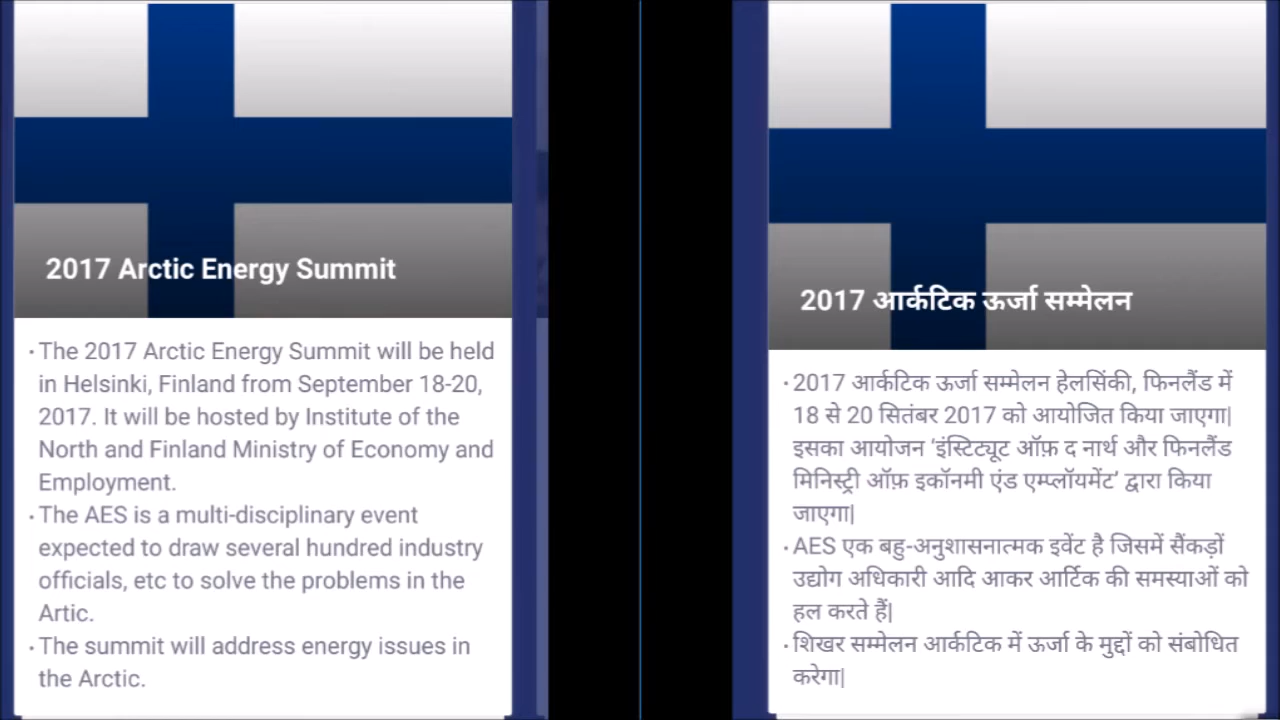 2017 Arctic Energy Summit
· The 2017 Arctic Energy Summit will be held
in Helsinki, Finland from September 18-20,
2017. It will be hosted by Institute of the
North and Finland Ministry of Economy and
Employment.
· The AES is a multi-disciplinary event
expected to draw several hundred industry
officials, etc to solve the problems in the
Artic.
· The summit will address energy issues in
the Arctic.
2017 आर्कटिक ऊर्जा सम्मेलन
· 2017 आर्कटिक ऊर्जा सम्मेलन हेलसिंकी, फिनलैंड में
18 से 20 सितंबर 2017 को आयोजित किया जाएगा|
इसका आयोजन ‘इंस्टिट्यूट ऑफ़ द नार्थ और फिनलैंड
मिनिस्ट्री ऑफ़ इकॉनमी एंड एम्प्लॉयमेंट’ द्वारा किया
जाएगा|
· AES एक बहु-अनुशासनात्मक इवेंट है जिसमें सैंकड़ों
उद्योग अधिकारी आदि आकर आर्टिक की समस्याओं को
हल करते हैं|
· शिखर सम्मेलन आर्कटिक में ऊर्जा के मुद्दों को संबोधित
करेगा|